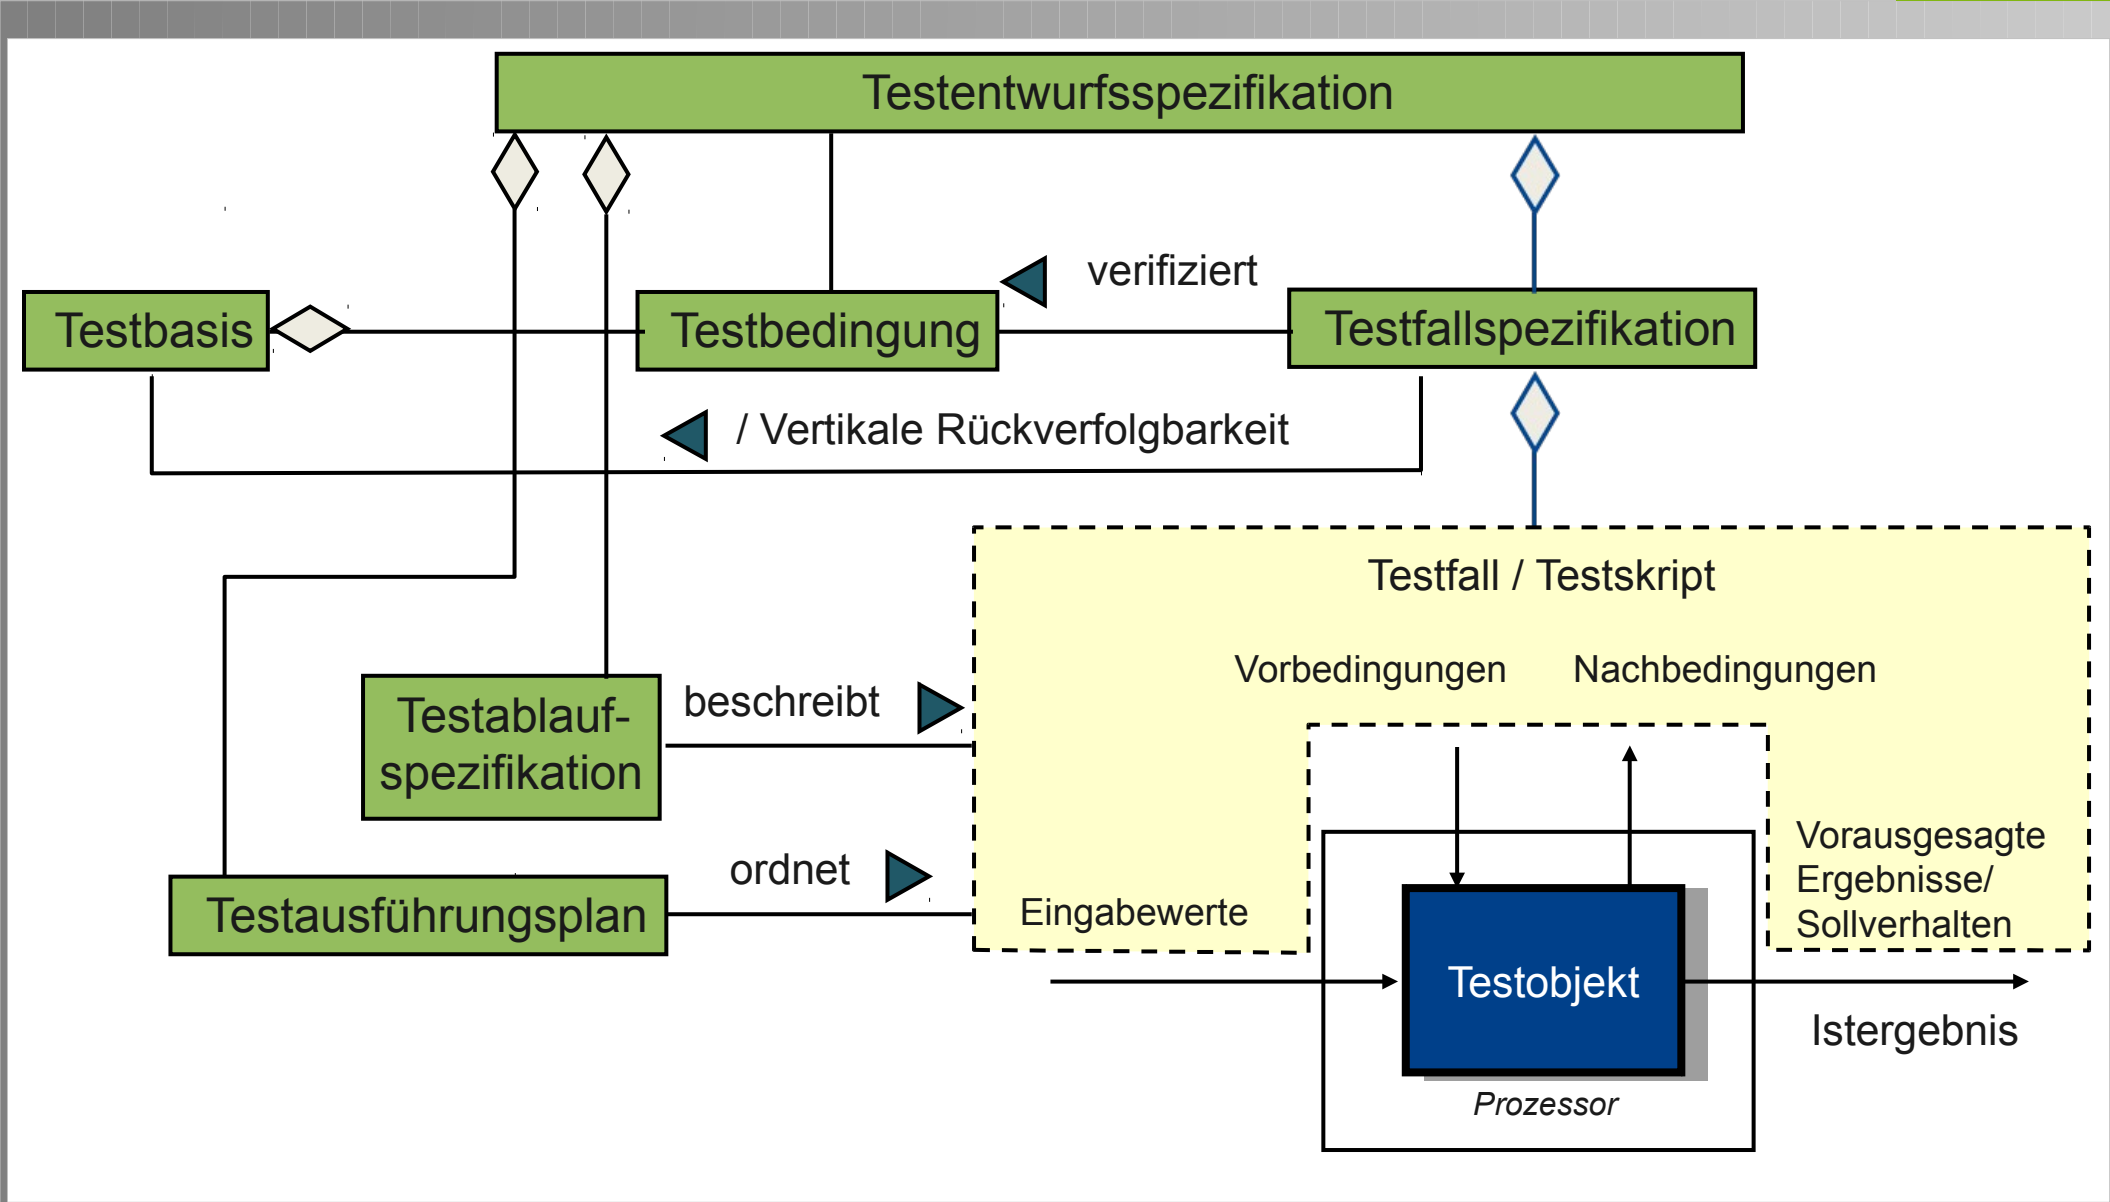 Testentwurfsspezifikation
verifiziert
Testbasis
Testbedingung
Testfallspezifikation
/ Vertikale Rückverfolgbarkeit
Testfall / Testskript
Vorbedingungen
Nachbedingungen
beschreibt
Testablauf-
spezifikation
Vorausgesagte
Ergebnisse/
Sollverhalten
ordnet
Eingabewerte
Testausführungsplan
Testobjekt
Istergebnis
Prozessor